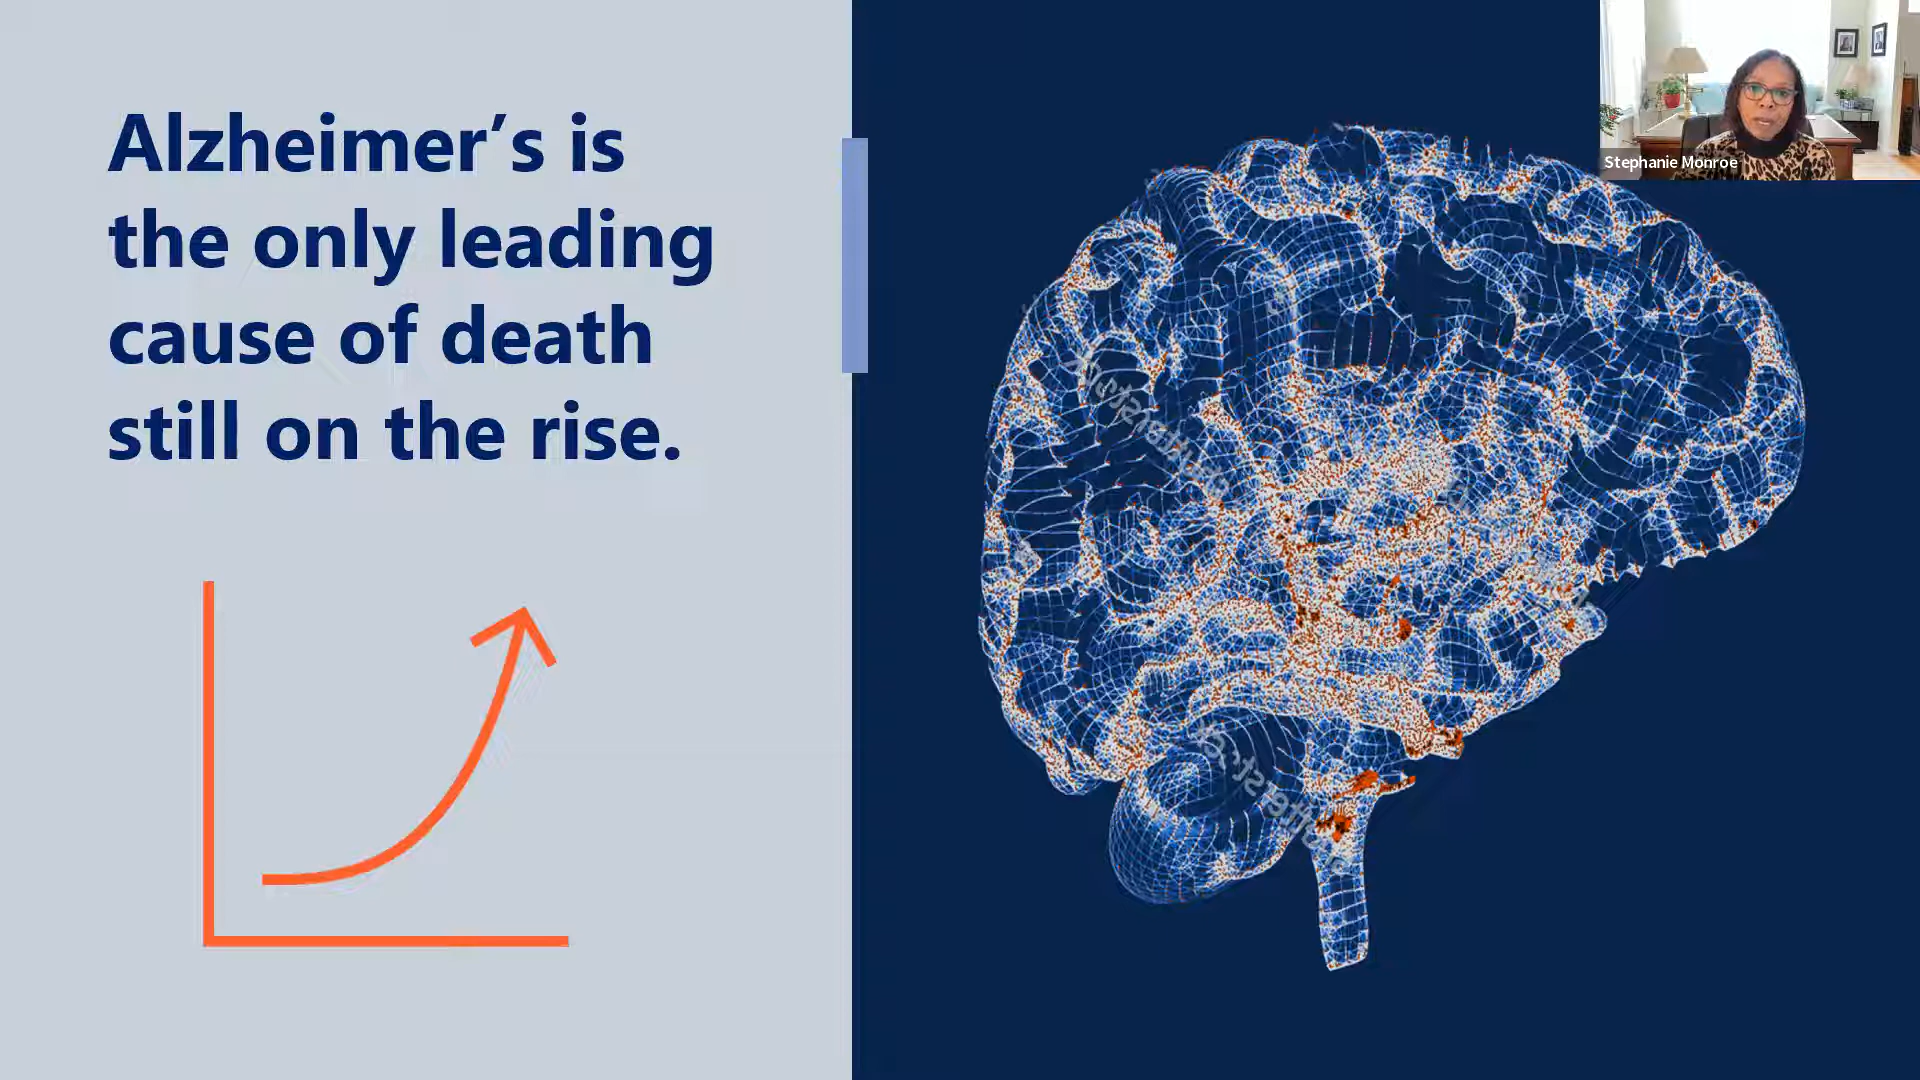 Alzheimer’s is
the only leading
cause of death
still on the rise.
Stephanie Monroe